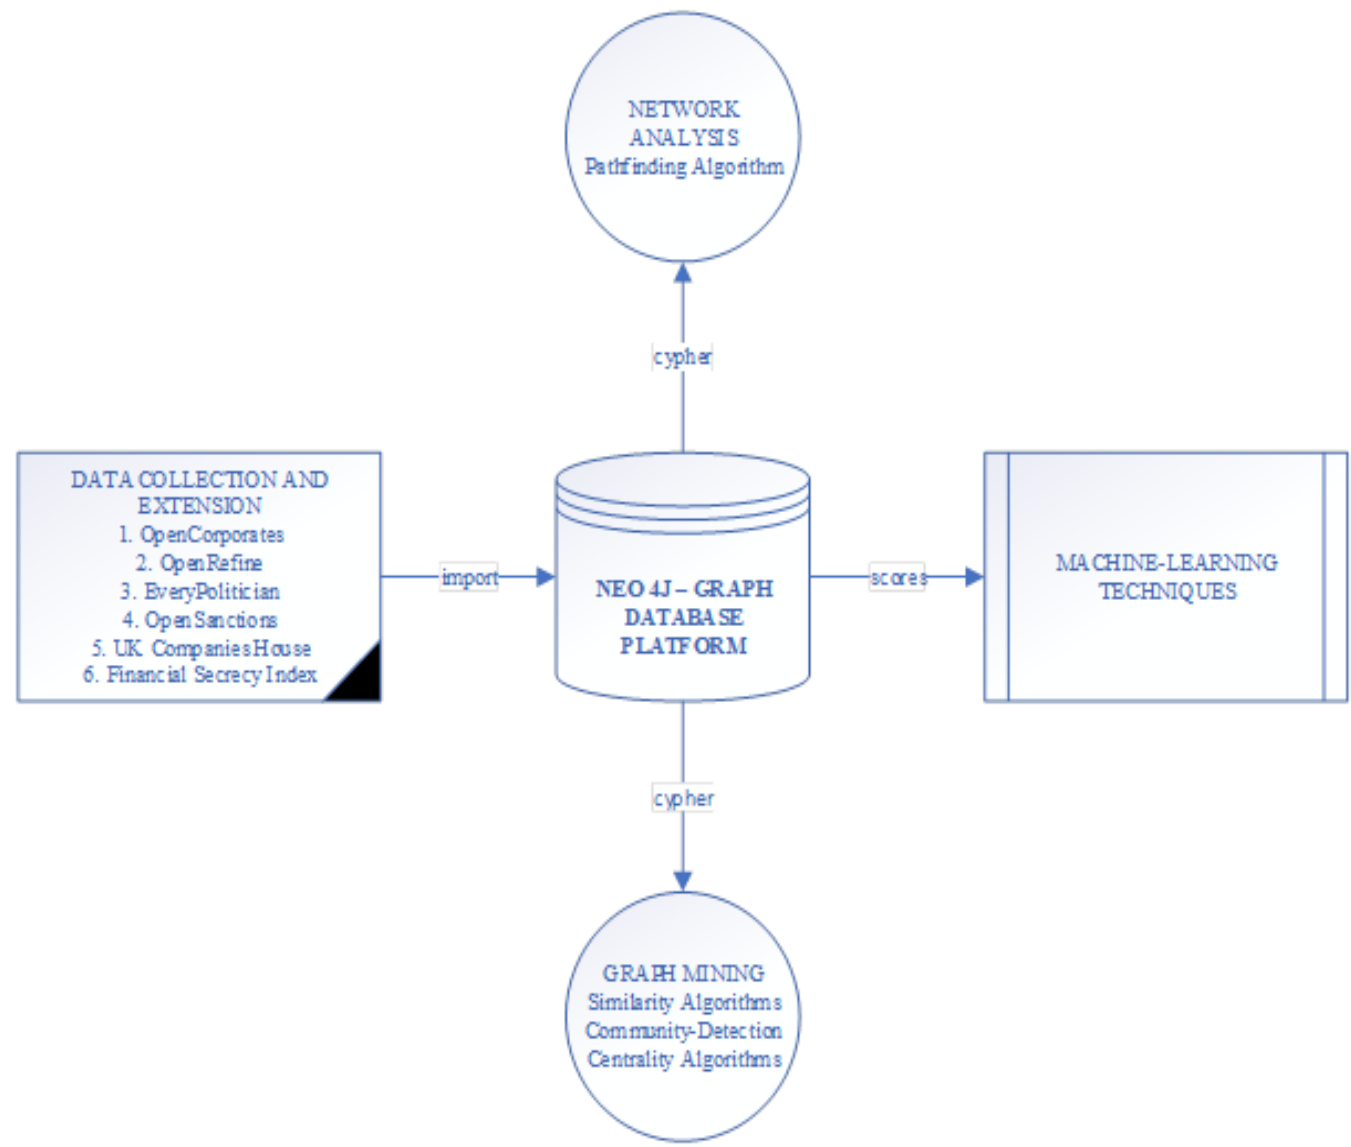 NETWORK
ANALYSIS
Pathfinding Algorithm
cypher
DATA COLLECTION AND
EXTENSION
1. OpenCorporates
2. OpenRefine
3. EveryPolitician
4. OpenSanctions
5. UK Companies House
6. Financial Secrecy Index
import
NEO 4J – GRAPH
DATABASE
PLATFORM
scores
MACHINE-LEARNING
TECHNIQUES
cypher
GRAPH MINING
Similarity Algorithms
Community-Detection
Centrality Algorithms